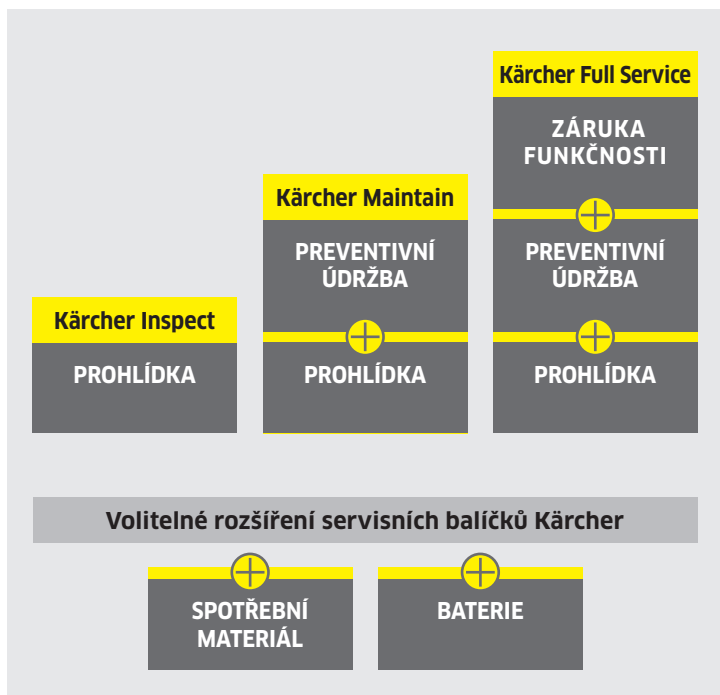 Kärcher Inspect
PROHLÍDKA
Kärcher Maintain
PREVENTIVNÍ
ÚDRŽBA
PROHLÍDKA
Kärcher Full Service
ZÁRUKA
FUNKČNOSTI
PREVENTIVNÍ
ÚDRŽBA
PROHLÍDKA
Volitelné rozšíření servisních balíčků Kärcher
SPOTŘEBNÍ
MATERIÁL
BATERIE